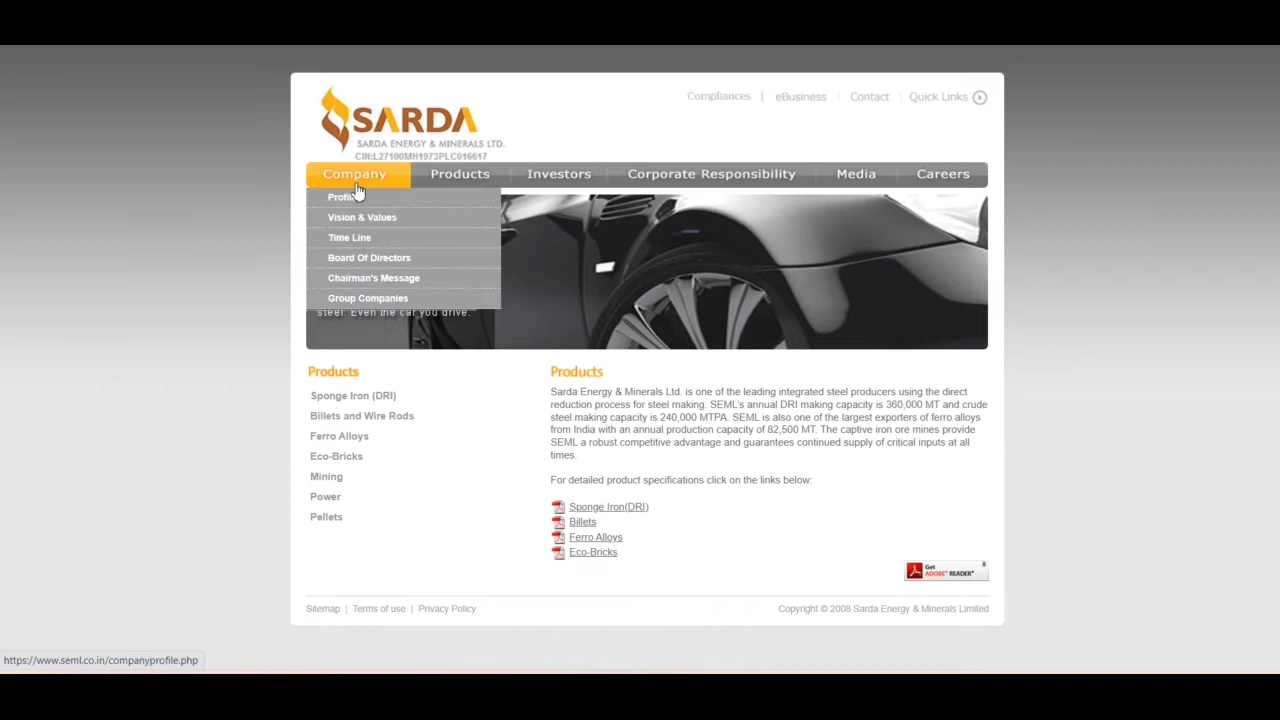 Compliances | eBusiness | Contact | Quick Links
SARDA
SARDA ENERGY & MINERALS LTD.
CIN:L27100MH1973PLC016617
Company Products Investors Corporate Responsibility Media Careers
Vision & Values
Time Line
Board Of Directors
Chairman's Message
Group Companies
steel. Even the car you drive."
Products
Sponge Iron (DRI)
Billets and Wire Rods
Ferro Alloys
Eco-Bricks
Mining
Power
Pellets
Products
Sarda Energy & Minerals Ltd. is one of the leading integrated steel producers using the direct
reduction process for steel making. SEML's annual DRI making capacity is 360,000 MT and crude
steel making capacity is 240,000 MTPA. SEML is also one of the largest exporters of ferro alloys
from India with an annual production capacity of 82,500 MT. The captive iron ore mines provide
SEML a robust competitive advantage and guarantees continued supply of critical inputs at all
times.
For detailed product specifications click on the links below:
Sponge Iron(DRI)
Billets
Ferro Alloys
Eco-Bricks
Get
ADOBE® READER®
Sitemap | Terms of use | Privacy Policy
Copyright © 2008 Sarda Energy & Minerals Limited
https://www.seml.co.in/companyprofile.php